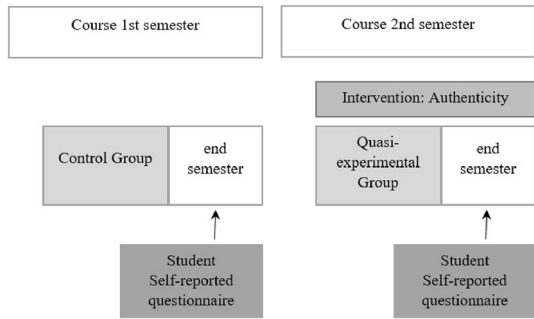 Course 1st semester
Course 2nd semester
Intervention: Authenticity
Control Group
end
semester
Quasi-
experimental
Group
end
semester
Student
Self-reported
questionnaire
Student
Self-reported
questionnaire